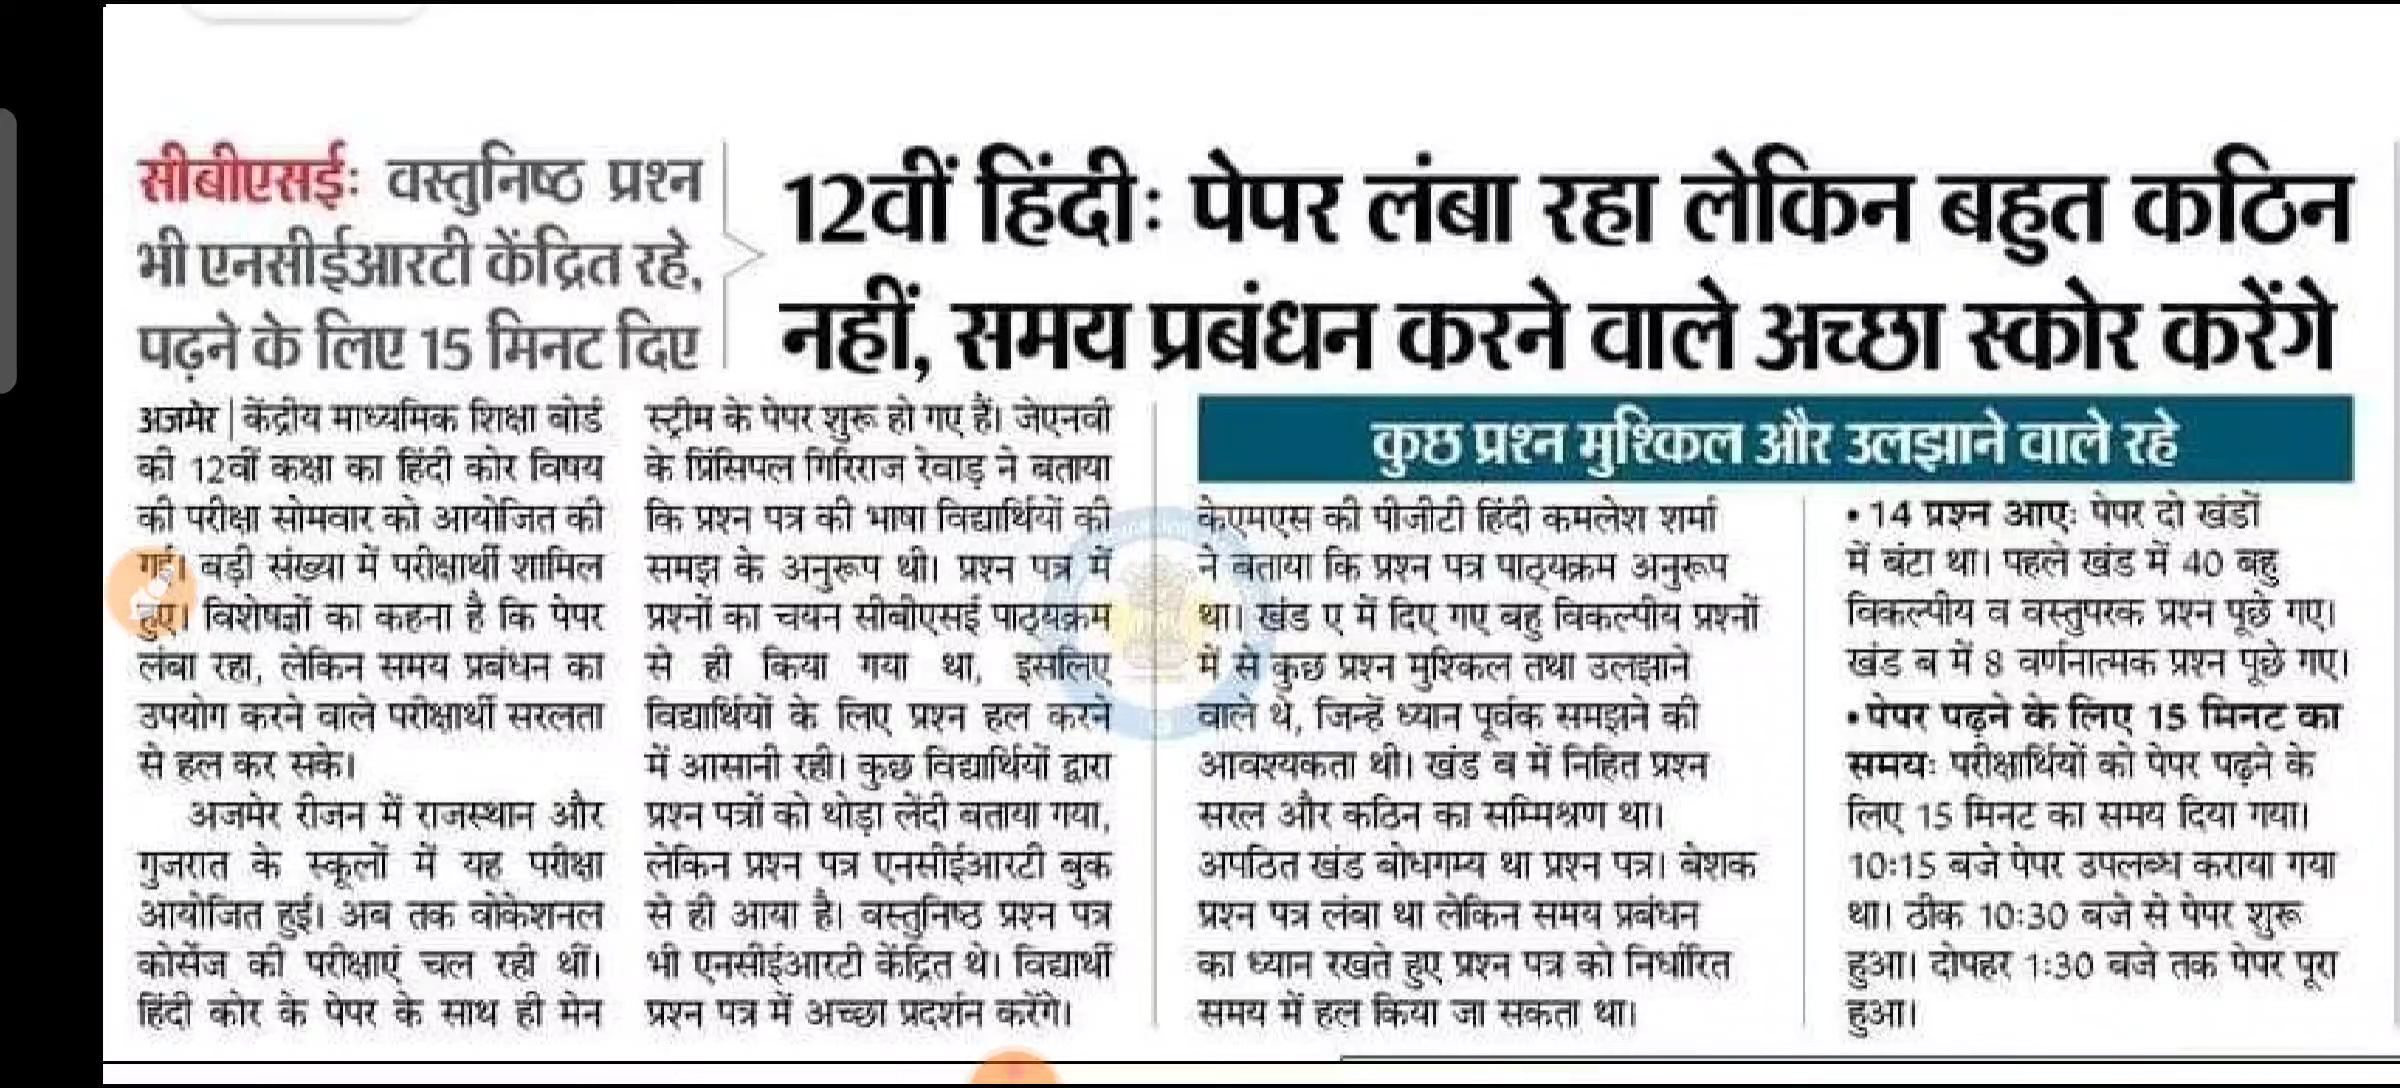 सीबीएसईः वस्तुनिष्ठ प्रश्न
भी एनसीईआरटी केंद्रित रहे,
पढ़ने के लिए 15 मिनट दिए
12वीं हिंदीः पेपर लंबा रहा लेकिन बहुत कठिन
नहीं, समय प्रबंधन करने वाले अच्छा स्कोर करेंगे
अजमेर | केंद्रीय माध्यमिक शिक्षा बोर्ड
की 12वीं कक्षा का हिंदी कोर विषय
की परीक्षा सोमवार को आयोजित की
गई। बड़ी संख्या में परीक्षार्थी शामिल
हुए। विशेषज्ञों का कहना है कि पेपर
लंबा रहा, लेकिन समय प्रबंधन का
उपयोग करने वाले परीक्षार्थी सरलता
से हल कर सके।
अजमेर रीजन में राजस्थान और
गुजरात के स्कूलों में यह परीक्षा
आयोजित हुई। अब तक वोकेशनल
कोर्सेज की परीक्षाएं चल रही थीं।
हिंदी कोर के पेपर के साथ ही मेन
स्ट्रीम के पेपर शुरू हो गए हैं। जेएनवी
के प्रिंसिपल गिरिराज रेवाड़ ने बताया
कि प्रश्न पत्र की भाषा विद्यार्थियों की
समझ के अनुरूप थी। प्रश्न पत्र में
प्रश्नों का चयन सीबीएसई पाठ्यक्रम
से ही किया गया था, इसलिए
विद्यार्थियों के लिए प्रश्न हल करने
में आसानी रही। कुछ विद्यार्थियों द्वारा
प्रश्न पत्रों को थोड़ा लेंदी बताया गया,
लेकिन प्रश्न पत्र एनसीईआरटी बुक
से ही आया है। वस्तुनिष्ठ प्रश्न पत्र
भी एनसीईआरटी केंद्रित थे। विद्यार्थी
प्रश्न पत्र में अच्छा प्रदर्शन करेंगे।
कुछ प्रश्न मुश्किल और उलझाने वाले रहे
केएमएस की पीजीटी हिंदी कमलेश शर्मा
ने बताया कि प्रश्न पत्र पाठ्यक्रम अनुरूप
था। खंड ए में दिए गए बहु विकल्पीय प्रश्नों
में से कुछ प्रश्न मुश्किल तथा उलझाने
वाले थे, जिन्हें ध्यान पूर्वक समझने की
आवश्यकता थी। खंड ब में निहित प्रश्न
सरल और कठिन का सम्मिश्रण था।
अपठित खंड बोधगम्य था प्रश्न पत्र। बेशक
प्रश्न पत्र लंबा था लेकिन समय प्रबंधन
का ध्यान रखते हुए प्रश्न पत्र को निर्धारित
समय में हल किया जा सकता था।
• 14 प्रश्न आएः पेपर दो खंडों
में बंटा था। पहले खंड में 40 बहु
विकल्पीय व वस्तुपरक प्रश्न पूछे गए।
खंड ब में 8 वर्णनात्मक प्रश्न पूछे गए।
• पेपर पढ़ने के लिए 15 मिनट का
समयः परीक्षार्थियों को पेपर पढ़ने के
लिए 15 मिनट का समय दिया गया।
10:15 बजे पेपर उपलब्ध कराया गया
था। ठीक 10:30 बजे से पेपर शुरू
हुआ। दोपहर 1:30 बजे तक पेपर पूरा
हुआ।